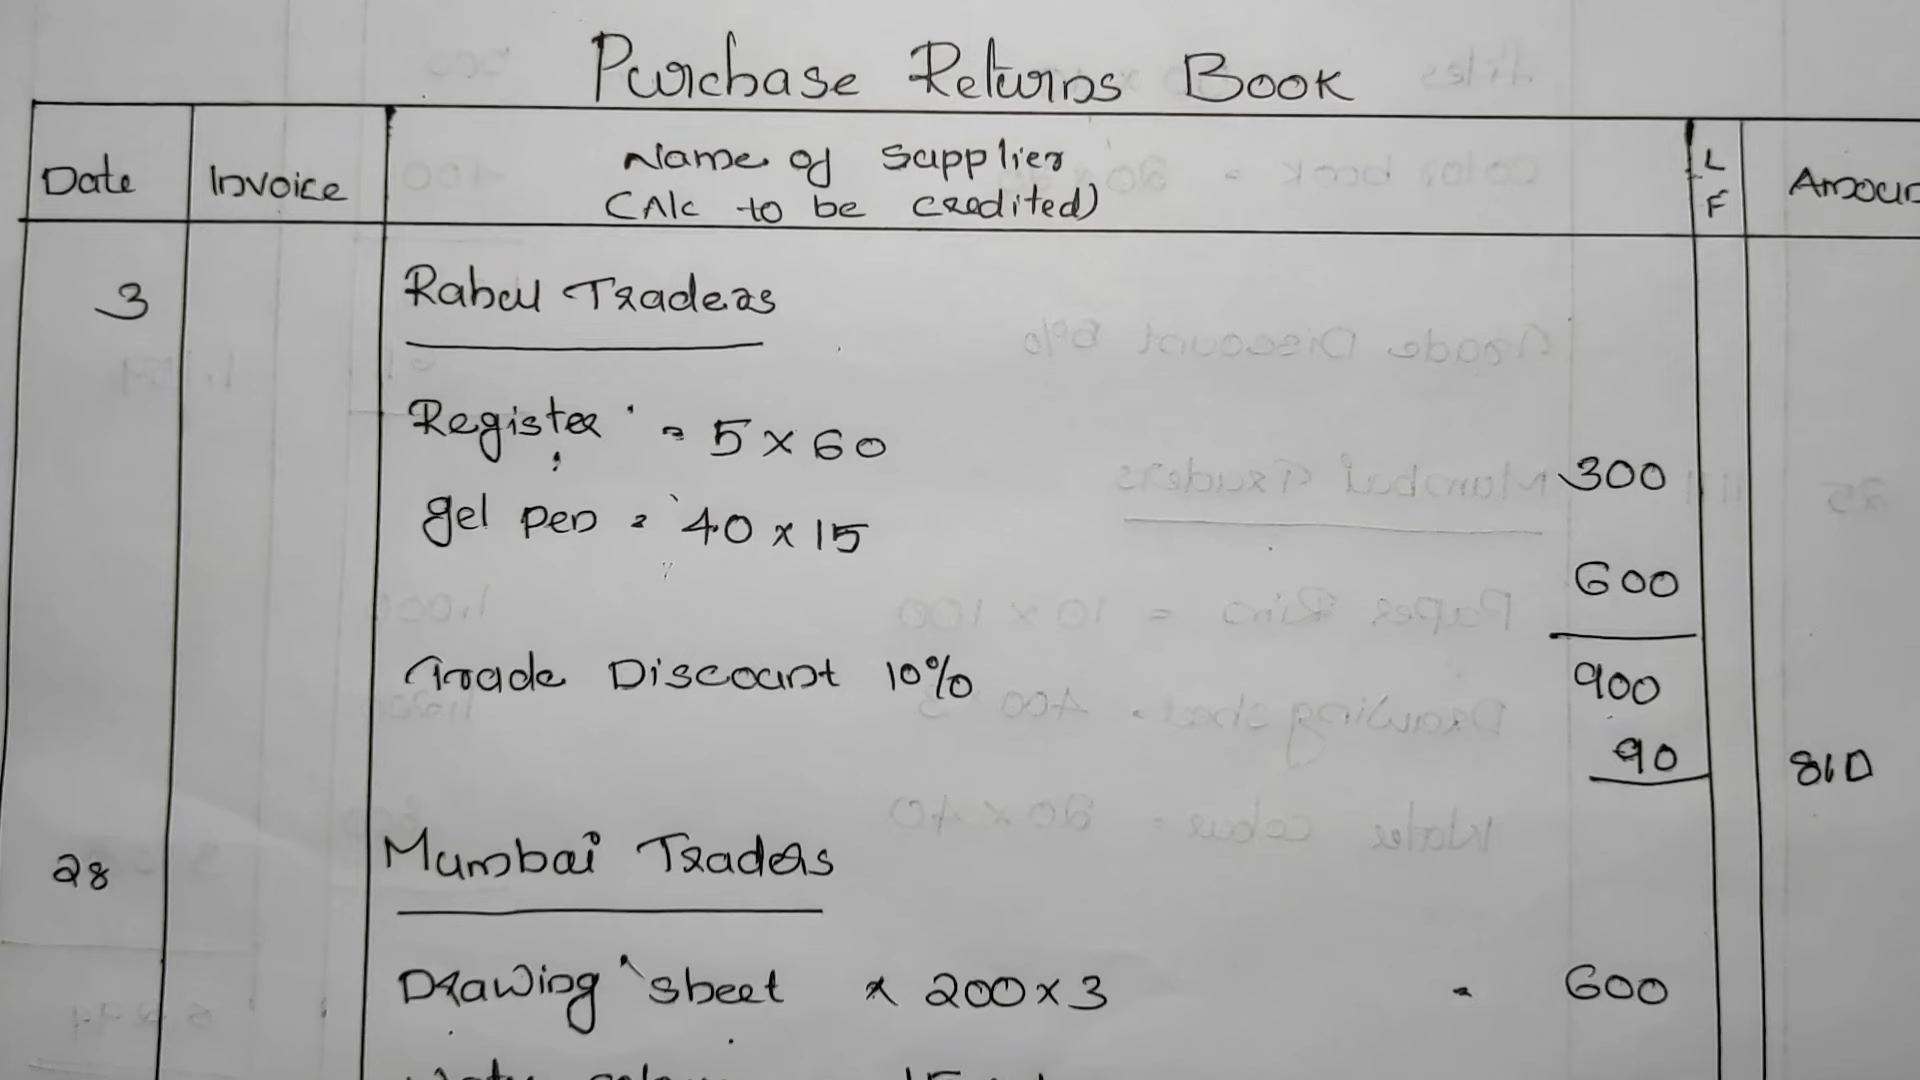 Purchase Returns Book
Date
Invoice
Name of Supplier
(A/c to be credited)
L
F
Amoun
3
Rahul Traders
Register = 5 x 60
300
gel pen = 40 x 15
600
Trade Discount 10%
900
90
810
28
Mumbai Traders
Drawing sheet x 200 x 3 = 600